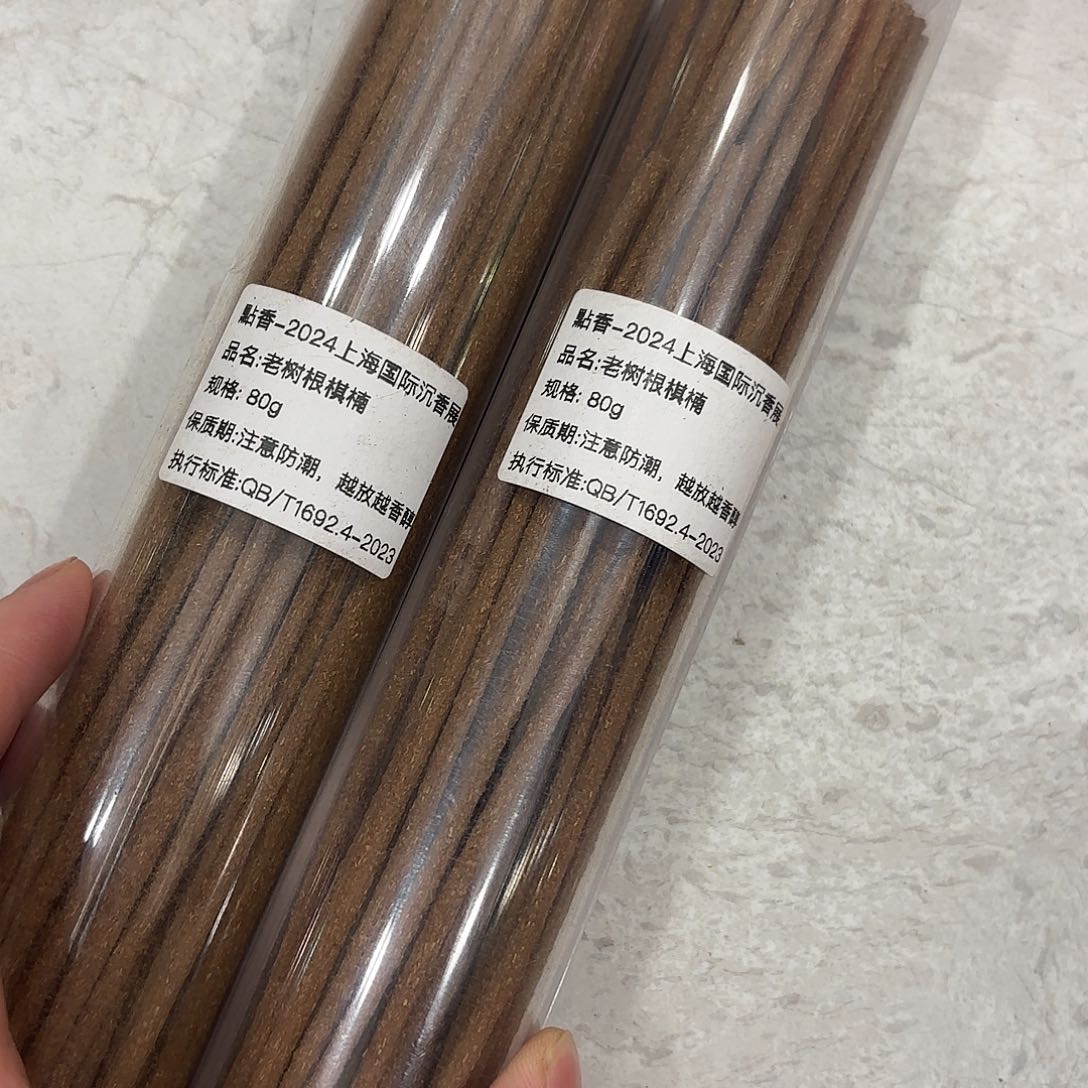 點香-2024上海国际沉香展
品名:老树根棋楠
规格: 80g
保质期:注意防潮, 越放越香醇
执行标准:QB/T1692.4-2023
點香-2024上海国际沉香展
品名:老树根棋楠
规格: 80g
保质期:注意防潮, 越放越香醇
执行标准:QB/T1692.4-2023